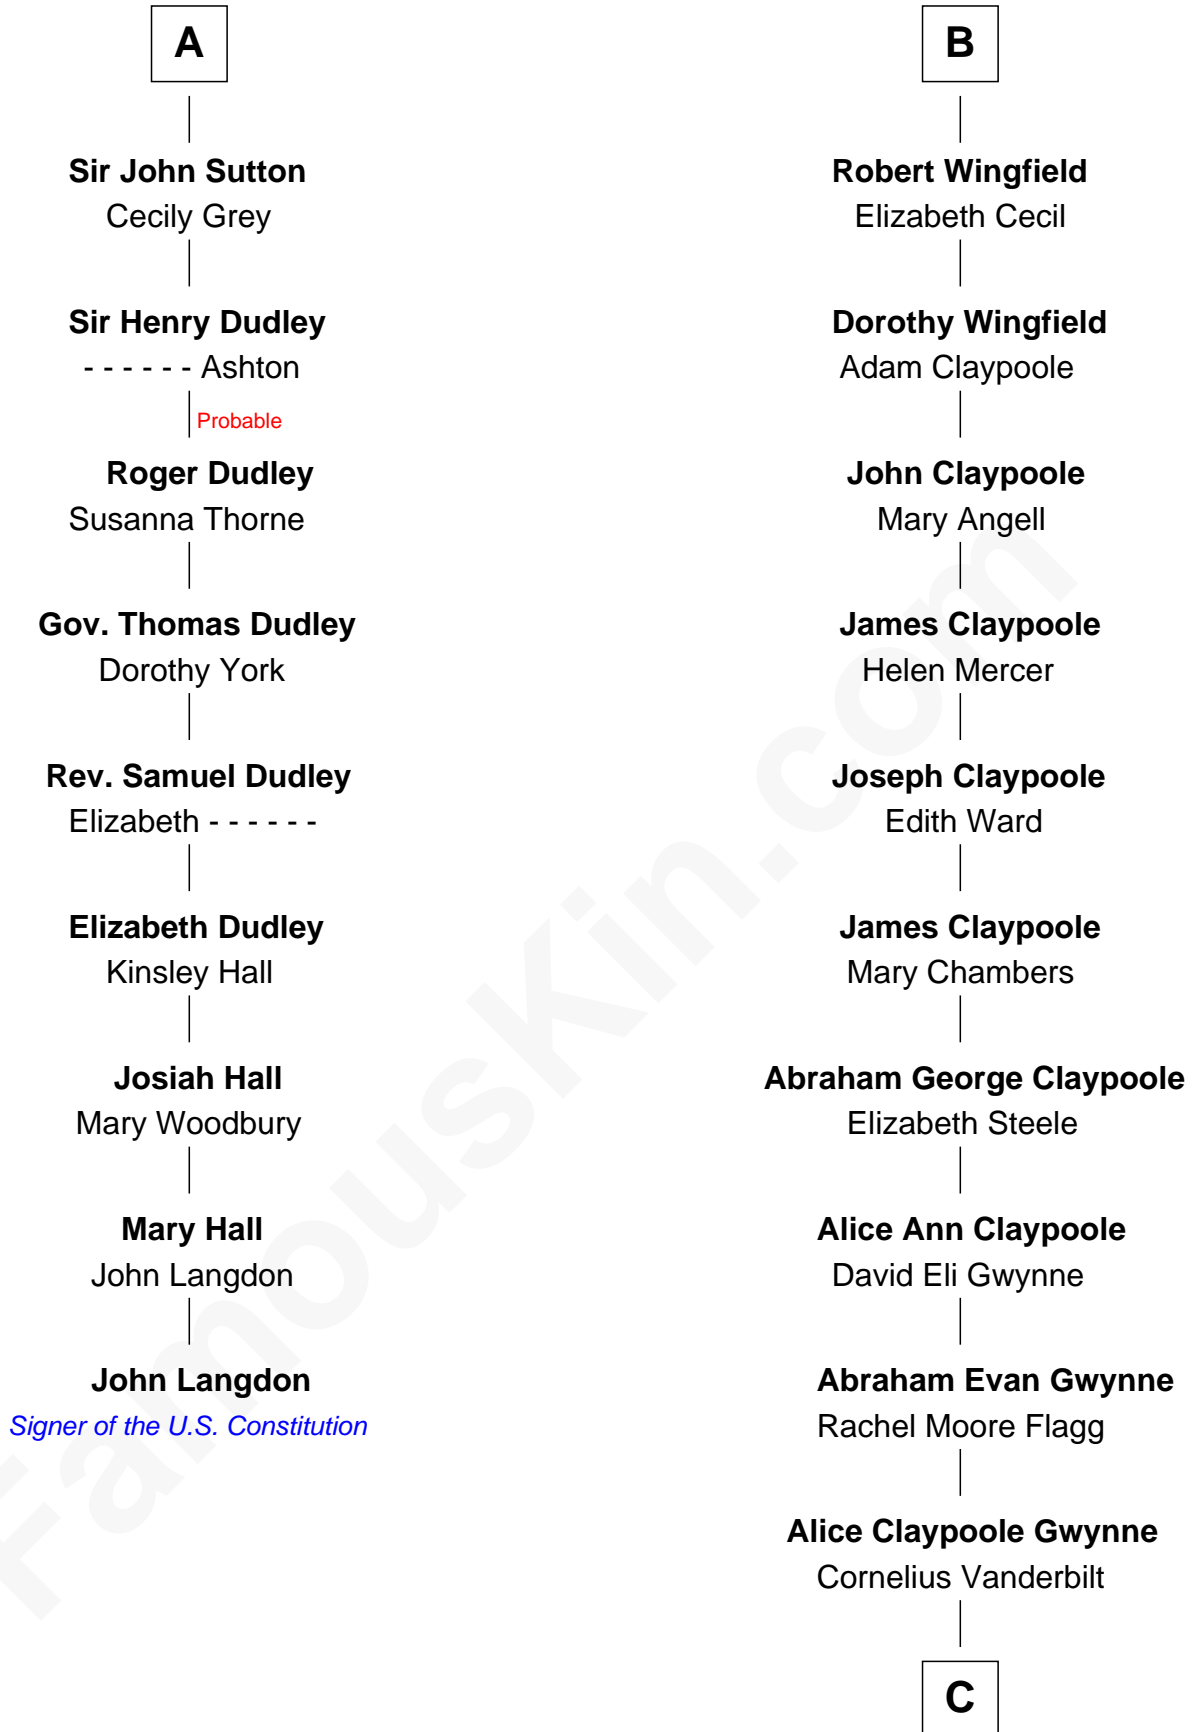 A
Sir John Sutton
Cecily Grey
Sir Henry Dudley
- - - - - - Ashton
Probable
Roger Dudley
Susanna Thorne
Gov. Thomas Dudley
Dorothy York
Rev. Samuel Dudley
Elizabeth - - - - - -
Elizabeth Dudley
Kinsley Hall
Josiah Hall
Mary Woodbury
Mary Hall
John Langdon
John Langdon
Signer of the U.S. Constitution
B
Robert Wingfield
Elizabeth Cecil
Dorothy Wingfield
Adam Claypoole
John Claypoole
Mary Angell
James Claypoole
Helen Mercer
Joseph Claypoole
Edith Ward
James Claypoole
Mary Chambers
Abraham George Claypoole
Elizabeth Steele
Alice Ann Claypoole
David Eli Gwynne
Abraham Evan Gwynne
Rachel Moore Flagg
Alice Claypoole Gwynne
Cornelius Vanderbilt
C
FamousKin.com